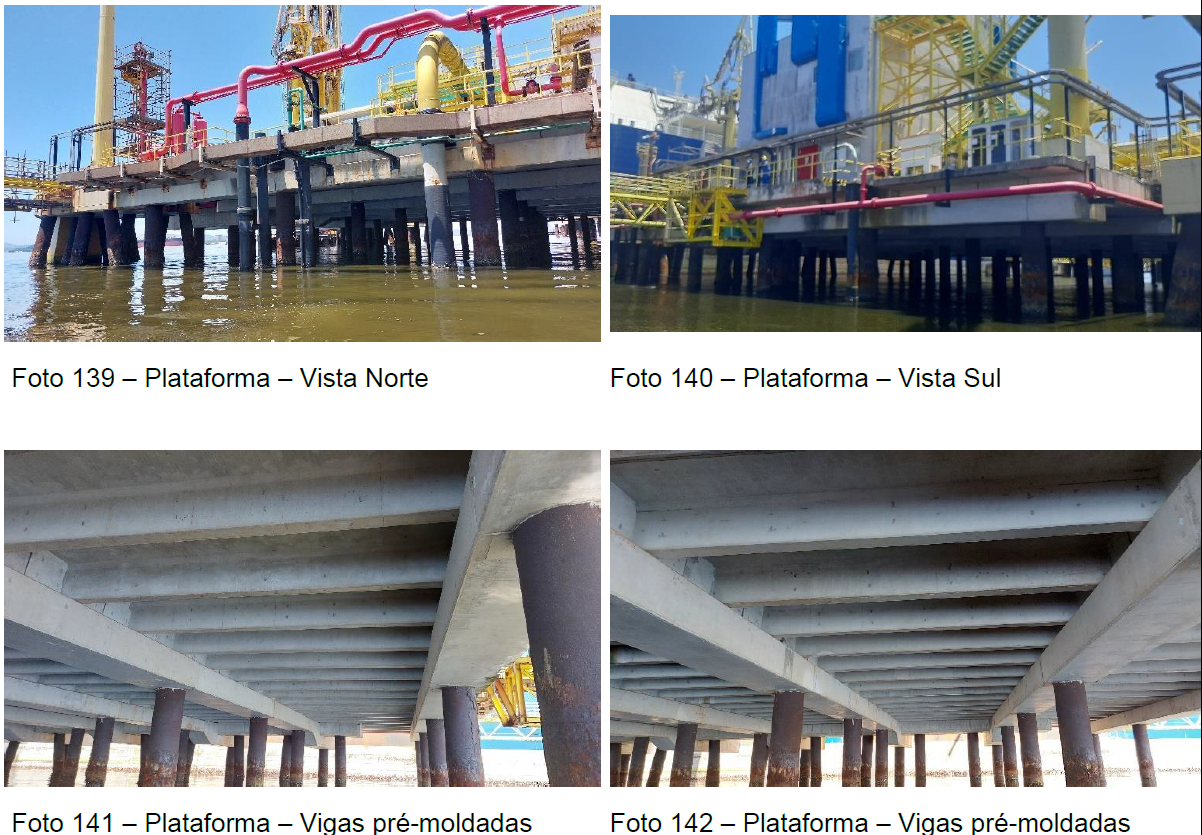 Foto 139 – Plataforma – Vista Norte
Foto 140 – Plataforma – Vista Sul
Foto 141 – Plataforma – Vigas pré-moldadas
Foto 142 – Plataforma – Vigas pré-moldadas